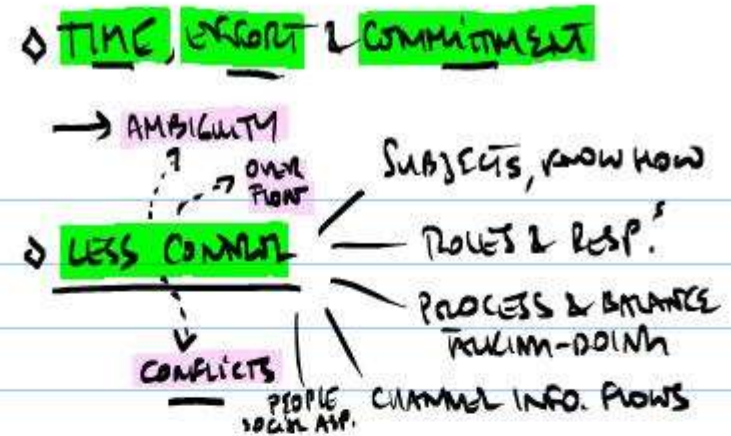 ◇ TIME, EFFORT & COMMITMENT
→ AMBIGUITY
OVER
FLOW
SUBJECTS, KNOW HOW
◇ LESS CONTROL
ROLES & RESP.s
PROCESS & BALANCE
TALKING-DOING
CONFLICTS
PEOPLE
SOCIAL ASP.
CHANNEL INFO. FLOWS